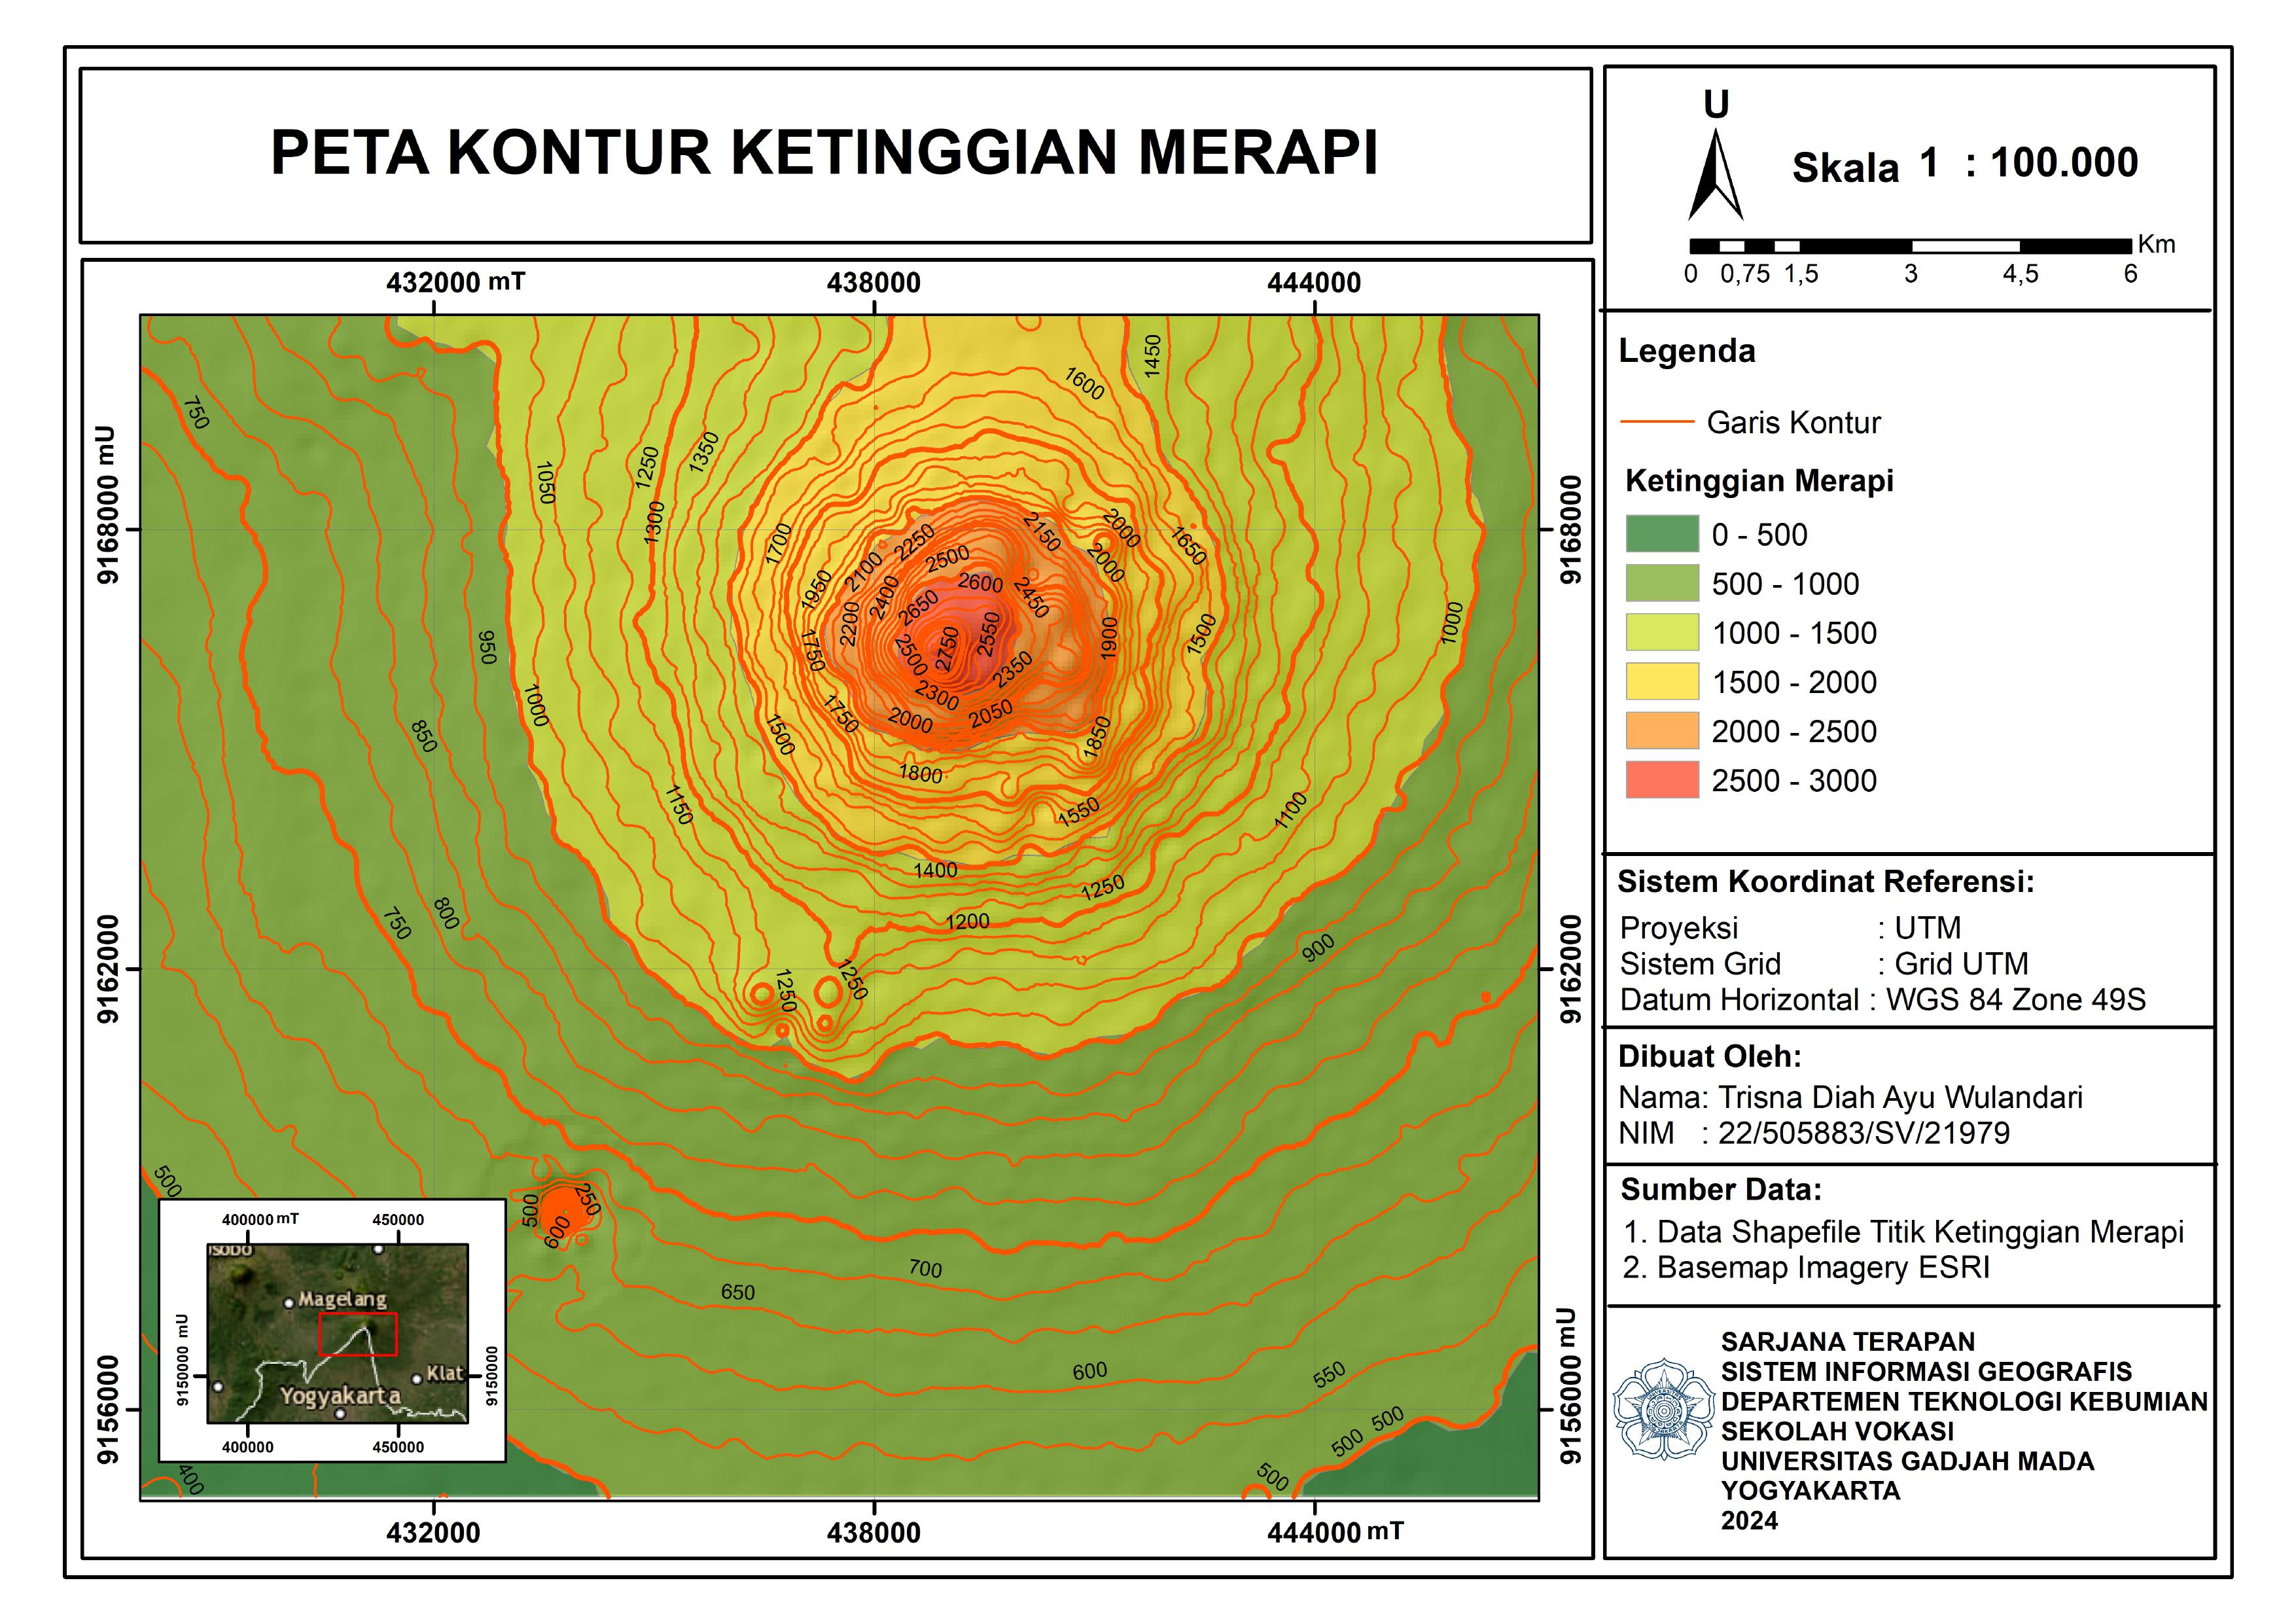 PETA KONTUR KETINGGIAN MERAPI
U
Skala 1 : 100.000
Km
0 0,75 1,5 3 4,5 6
432000 mT 438000 444000
9168000 mU
9162000
9156000
9168000
9162000
9156000 mU
432000 438000 444000 mT
750
1450
1600
1350
1250
1050
1300
1700
2150
2000
1650
2250
2500
2100
2000
1950
2400
2600
2450
2650
2200
2550
1900
1500
1000
950
1750
2500
2750
2350
1000
2300
1750
2000
2050
1500
1850
850
1800
1150
1550
1100
1400
1250
800
750
1200
900
1250
1250
500
500
250
600
700
650
600
550
500
500
500
400
400000 mT 450000
ISOBO
Magelang
9150000 mU
9150000
Klat
Yogyakarta
400000 450000
Legenda
Garis Kontur
Ketinggian Merapi
0 - 500
500 - 1000
1000 - 1500
1500 - 2000
2000 - 2500
2500 - 3000
Sistem Koordinat Referensi:
Proyeksi : UTM
Sistem Grid : Grid UTM
Datum Horizontal : WGS 84 Zone 49S
Dibuat Oleh:
Nama: Trisna Diah Ayu Wulandari
NIM : 22/505883/SV/21979
Sumber Data:
1. Data Shapefile Titik Ketinggian Merapi
2. Basemap Imagery ESRI
SARJANA TERAPAN
SISTEM INFORMASI GEOGRAFIS
DEPARTEMEN TEKNOLOGI KEBUMIAN
SEKOLAH VOKASI
UNIVERSITAS GADJAH MADA
YOGYAKARTA
2024